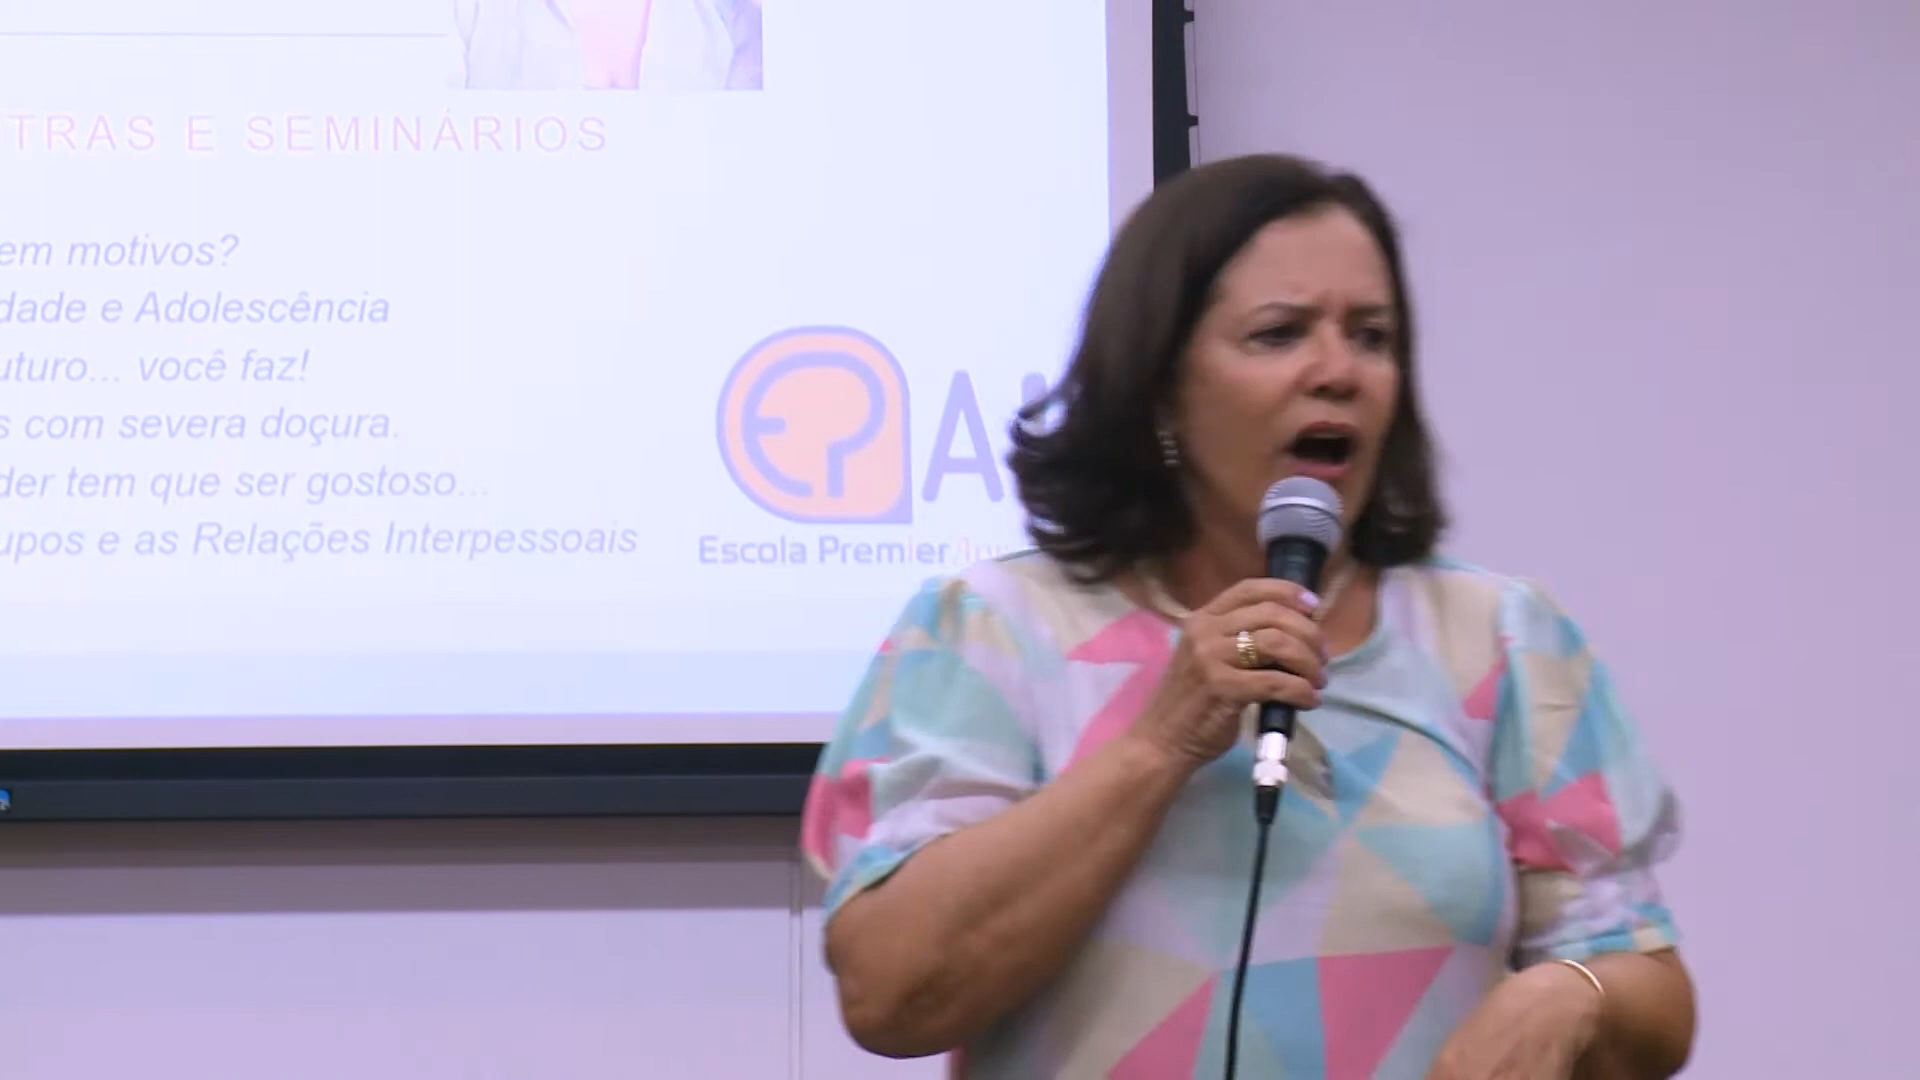 TRAS E SEMINÁRIOS
em motivos?
dade e Adolescência
uturo... você faz!
s com severa doçura.
der tem que ser gostoso...
upos e as Relações Interpessoais
EP
Escola Premier